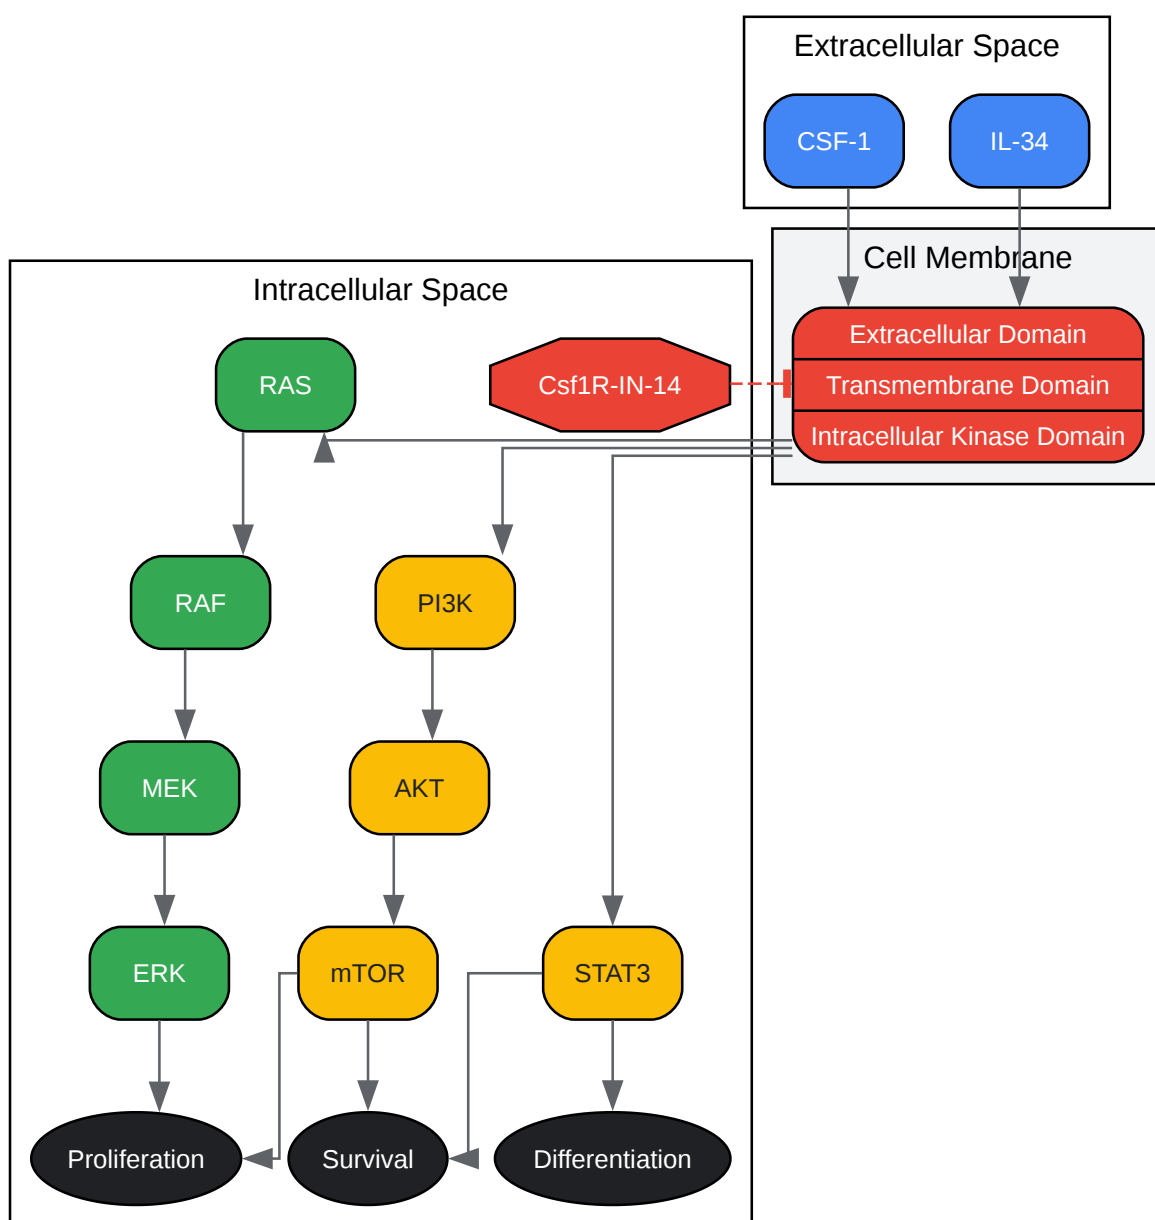 Extracellular Space
CSF-1
IL-34
Cell Membrane
Extracellular Domain
Transmembrane Domain
Intracellular Kinase Domain
Intracellular Space
RAS
Csf1R-IN-14
RAF
PI3K
MEK
AKT
ERK
mTOR
STAT3
Proliferation
Survival
Differentiation